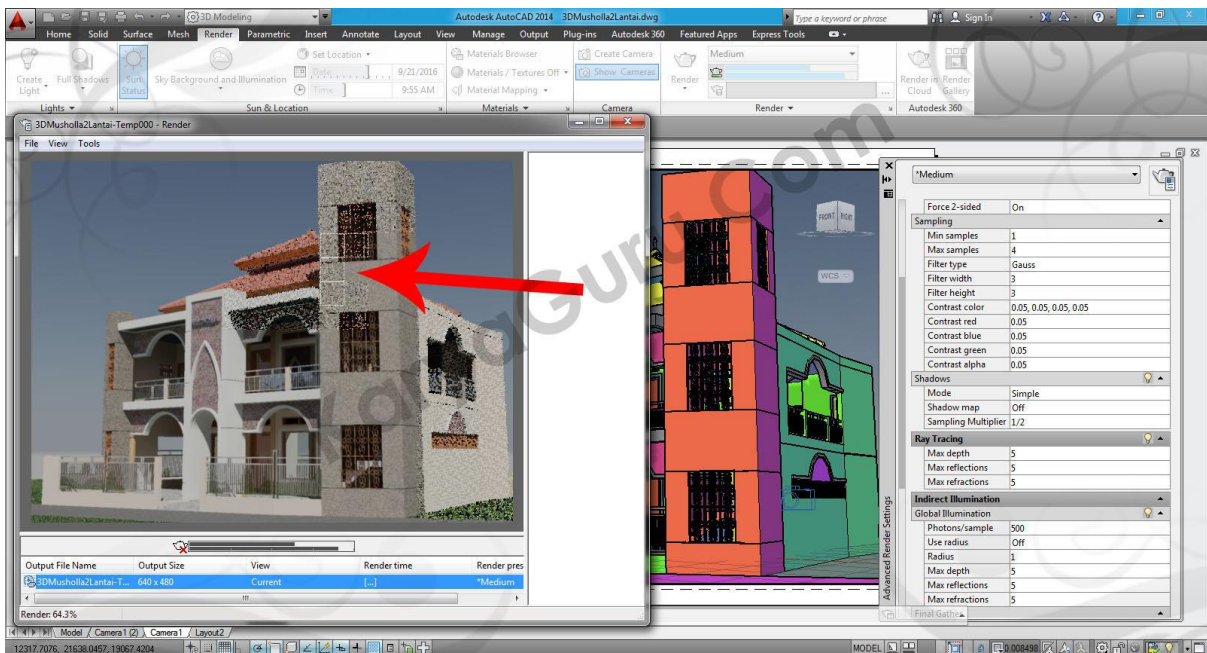 3D Modeling
Autodesk AutoCAD 2014 3DMusholla2Lantai.dwg
Type a keyword or phrase
Sign In
Home Solid Surface Mesh Render Parametric Insert Annotate Layout View Manage Output Plug-ins Autodesk 360 Featured Apps Express Tools
Create Light
Full Shadows
Sun Status
Sky Background and Illumination
Set Location
Date 9/21/2016
Time 9:55 AM
Materials Browser
Materials / Textures Off
Material Mapping
Create Camera
Show Cameras
Render
Medium
Render in Cloud
Render Gallery
Lights
Sun & Location
Materials
Camera
Render
Autodesk 360
3DMusholla2Lantai-Temp000 - Render
File View Tools
KaryaGuru.Com
FRONT RIGHT
WCS
*Medium
Force 2-sided On
Sampling
Min samples 1
Max samples 4
Filter type Gauss
Filter width 3
Filter height 3
Contrast color 0.05, 0.05, 0.05, 0.05
Contrast red 0.05
Contrast blue 0.05
Contrast green 0.05
Contrast alpha 0.05
Shadows
Mode Simple
Shadow map Off
Sampling Multiplier 1/2
Ray Tracing
Max depth 5
Max reflections 5
Max refractions 5
Indirect Illumination
Global Illumination
Photons/sample 500
Use radius Off
Radius 1
Max depth 5
Max reflections 5
Max refractions 5
Final Gather
Advanced Render Settings
Output File Name Output Size View Render time Render pres
3DMusholla2Lantai-T... 640 x 480 Current [...] *Medium
Render: 64.3%
Model Camera1 (2) Camera1 Layout2
12317.7076, 21638.0457, 19067.4204
MODEL
0.008498